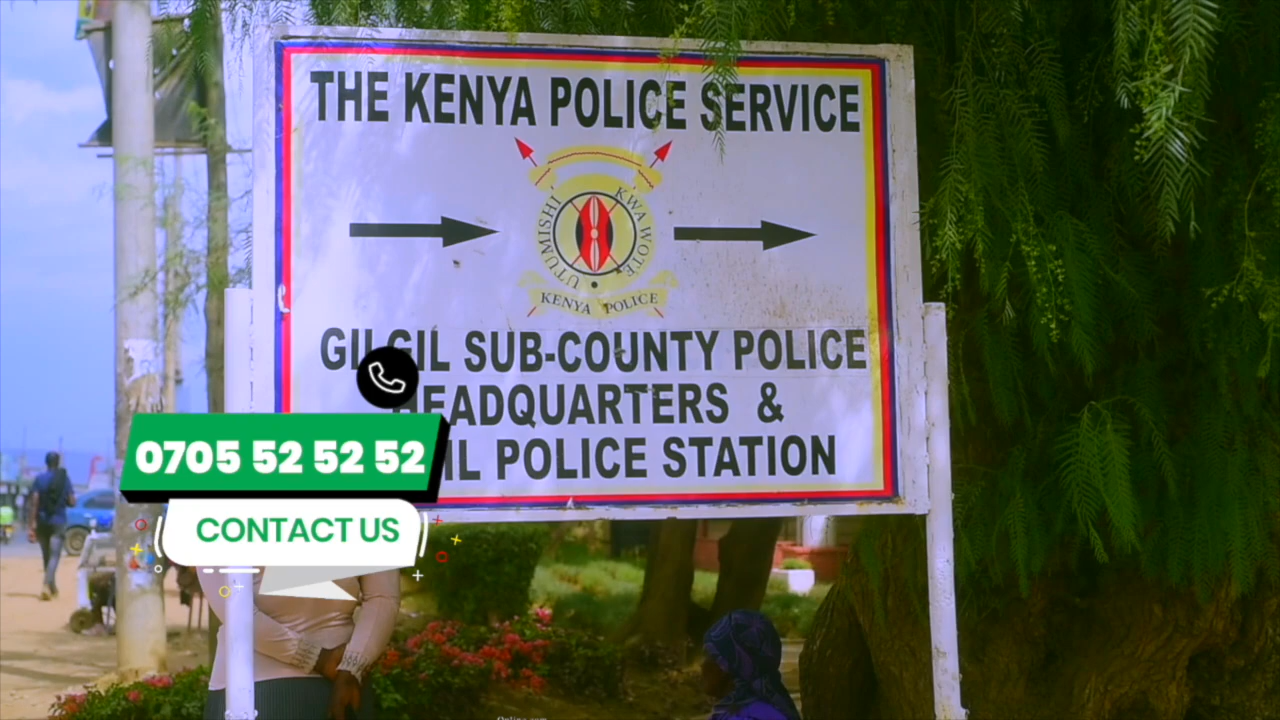 THE KENYA POLICE SERVICE
UTUMISHI KWA WOTE
KENYA POLICE
GILGIL SUB-COUNTY POLICE
HEADQUARTERS &
POLICE STATION
0705 52 52 52
CONTACT US